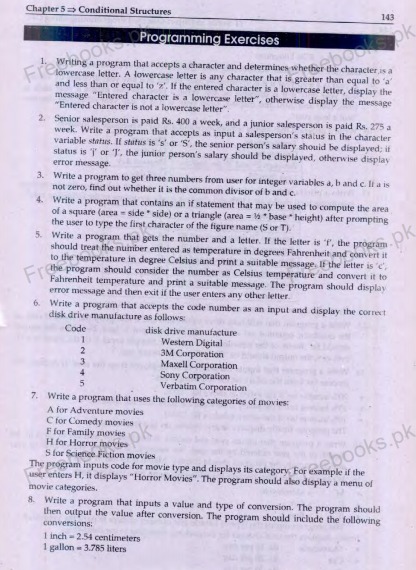 Chapter 5 ⇒ Conditional Structures
143
Programming Exercises
1. Writing a program that accepts a character and determines whether the character is a
lowercase letter. A lowercase letter is any character that is greater than equal to 'a'
and less than or equal to 'z'. If the entered character is a lowercase letter, display the
message "Entered character is a lowercase letter", otherwise display the message
"Entered character is not a lowercase letter".
2. Senior salesperson is paid Rs. 400 a week, and a junior salesperson is paid Rs. 275 a
week. Write a program that accepts as input a salesperson's status in the character
variable status. If status is 's' or 'S', the senior person's salary should be displayed; if
status is 'j' or 'J', the junior person's salary should be displayed, otherwise display
error message.
3. Write a program to get three numbers from user for integer variables a, b and c. If a is
not zero, find out whether it is the common divisor of b and c.
4. Write a program that contains an if statement that may be used to compute the area
of a square (area = side * side) or a triangle (area = ½ * base * height) after prompting
the user to type the first character of the figure name (S or T).
5. Write a program that gets the number and a letter. If the letter is 'f', the program
should treat the number entered as temperature in degrees Fahrenheit and convert it
to the temperature in degree Celsius and print a suitable message. If the letter is 'c',
the program should consider the number as Celsius temperature and convert it to
Fahrenheit temperature and print a suitable message. The program should display
error message and then exit if the user enters any other letter.
6. Write a program that accepts the code number as an input and display the correct
disk drive manufacture as follows:
Code disk drive manufacture
1 Western Digital
2 3M Corporation
3 Maxell Corporation
4 Sony Corporation
5 Verbatim Corporation
7. Write a program that uses the following categories of movies:
A for Adventure movies
C for Comedy movies
F for Family movies
H for Horror movies
S for Science Fiction movies
The program inputs code for movie type and displays its category. For example if the
user enters H, it displays "Horror Movies". The program should also display a menu of
movie categories.
8. Write a program that inputs a value and type of conversion. The program should
then output the value after conversion. The program should include the following
conversions:
1 inch = 2.54 centimeters
1 gallon = 3.785 liters